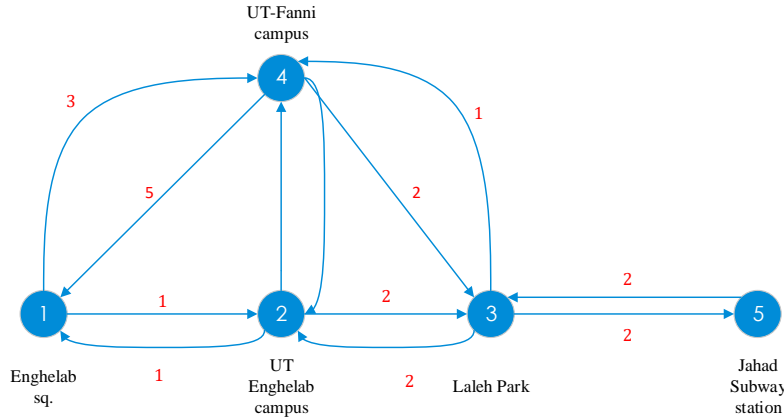 UT-Fanni
campus
4
3
1
5
2
1
1
2
2
3
2
5
2
1
2
Enghelab
sq.
UT
Enghelab
campus
Laleh Park
Jahad
Subway
station